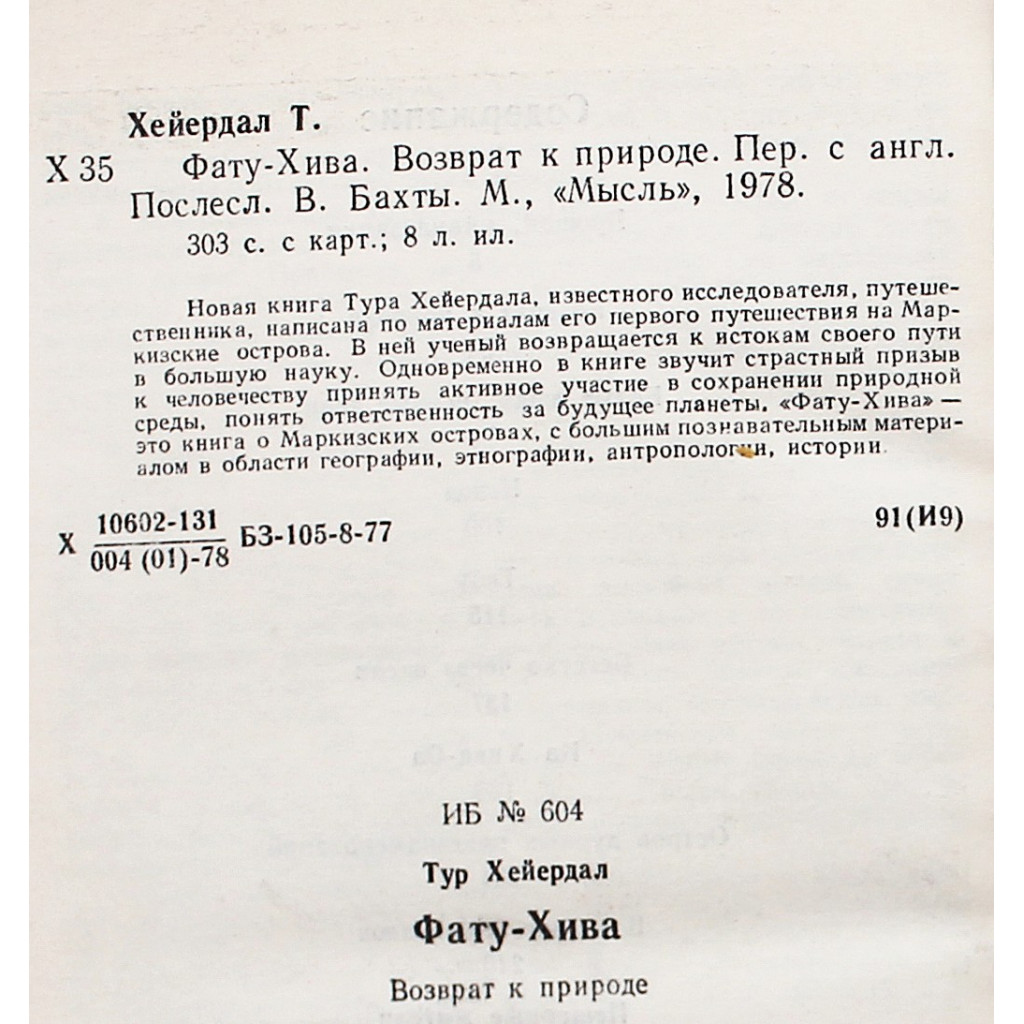 Хейердал Т.
Х 35 Фату-Хива. Возврат к природе. Пер. с англ.
Послесл. В. Бахты. М., «Мысль», 1978.
303 с. с карт.; 8 л. ил.
Новая книга Тура Хейердала, известного исследователя, путеше-
ственника, написана по материалам его первого путешествия на Мар-
кизские острова. В ней ученый возвращается к истокам своего пути
в большую науку. Одновременно в книге звучит страстный призыв
к человечеству принять активное участие в сохранении природной
среды, понять ответственность за будущее планеты. «Фату-Хива» —
это книга о Маркизских островах, с большим познавательным матери-
алом в области географии, этнографии, антропологии, истории.
Х 10602-131 БЗ-105-8-77 91(И9)
004 (01)-78
ИБ № 604
Тур Хейердал
Фату-Хива
Возврат к природе